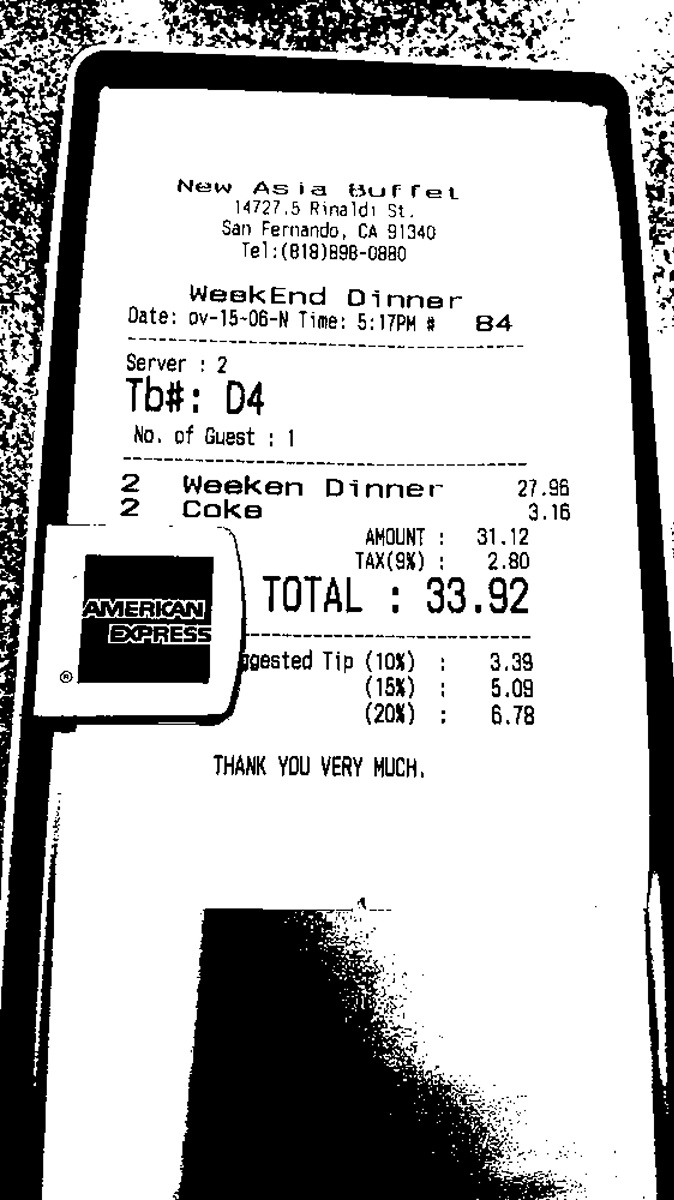 New Asia Buffet
14727.5 Rinaldi St.
San Fernando, CA 91340
Tel:(818)898-0880
WeekEnd Dinner
Date: ov-15-06-N Time: 5:17PM # 84
Server : 2
Tb#: D4
No. of Guest : 1
2 Weeken Dinner 27.96
2 Coke 3.16
AMOUNT : 31.12
TAX(9%) : 2.80
TOTAL : 33.92
ggested Tip (10%) : 3.39
(15%) : 5.09
(20%) : 6.78
AMERICAN
EXPRESS
®
THANK YOU VERY MUCH.